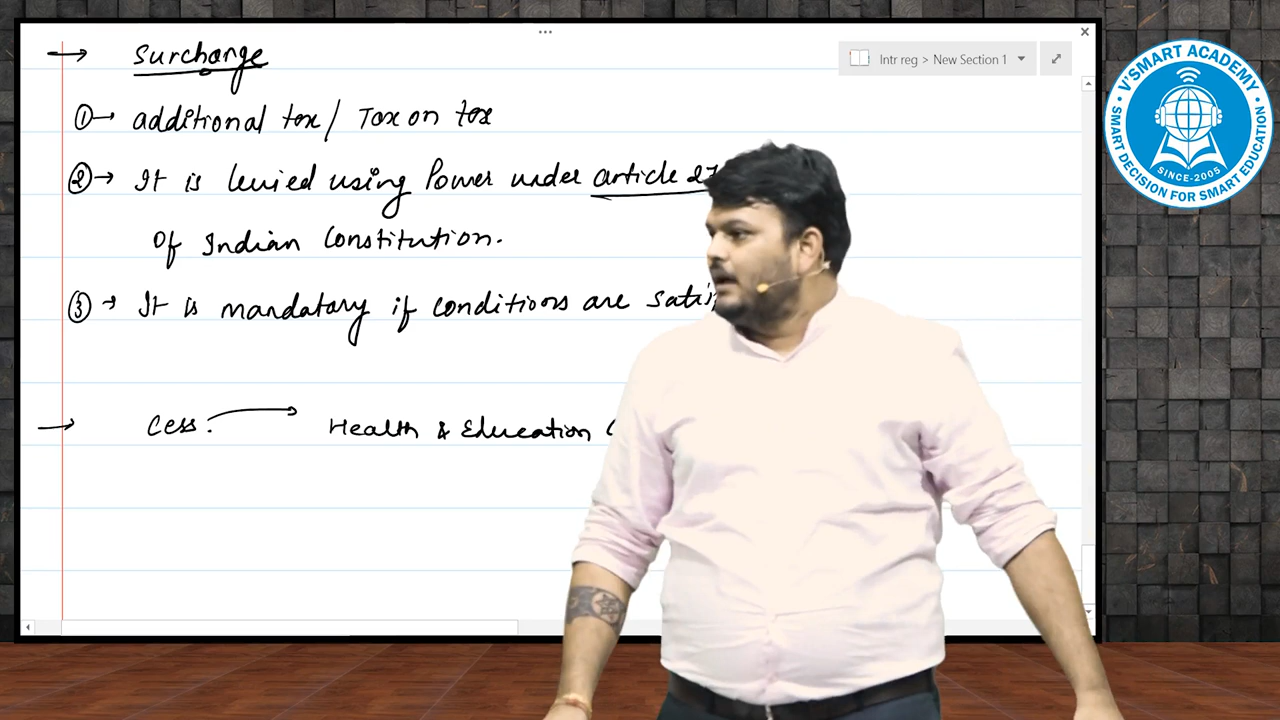 → Surcharge
① → additional tax / Tax on tax
② → It is levied using Power under article 27
Of Indian Constitution.
③ → It is mandatory if conditions are
→ Cess. → Health & Education
Intr reg > New Section 1
V'SMART ACADEMY
SINCE-2005
SMART DECISION FOR SMART EDUCATION